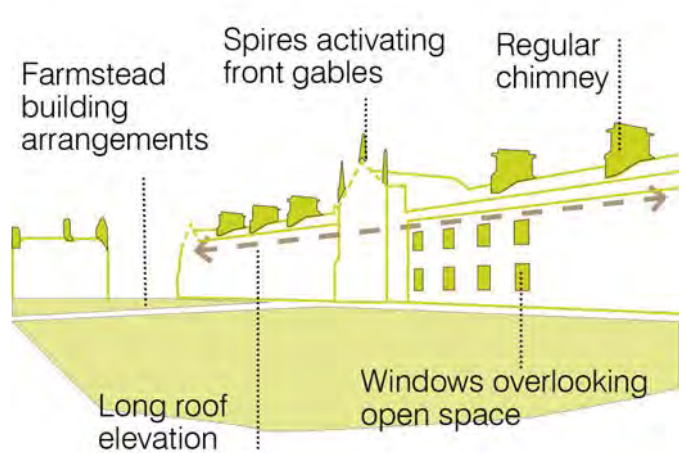 Farmstead
building
arrangements
Spires activating
front gables
Regular
chimney
Long roof
elevation
Windows overlooking
open space